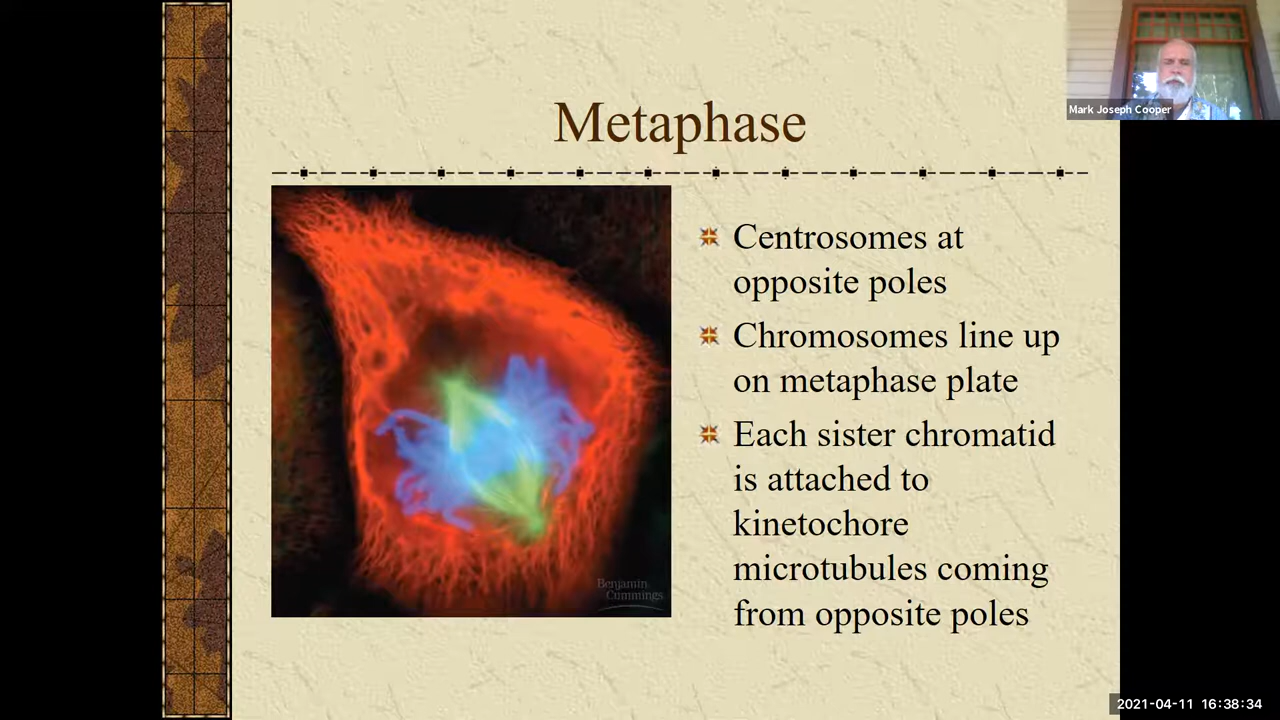 Mark Joseph Cooper
Metaphase
Centrosomes at
opposite poles
Chromosomes line up
on metaphase plate
Each sister chromatid
is attached to
kinetochore
microtubules coming
from opposite poles
Benjamin
Cummings
2021-04-11 16:38:34